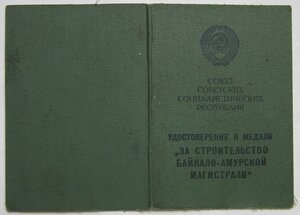 СОЮЗ
СОВЕТСКИХ
СОЦИАЛИСТИЧЕСКИХ
РЕСПУБЛИК
УДОСТОВЕРЕНИЕ К МЕДАЛИ
„ЗА СТРОИТЕЛЬСТВО
БАЙКАЛО-АМУРСКОЙ
МАГИСТРАЛИ"